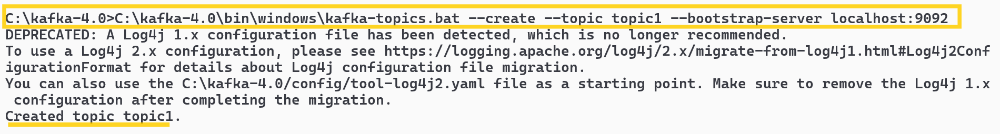 C:\kafka-4.0>C:\kafka-4.0\bin\windows\kafka-topics.bat --create --topic topic1 --bootstrap-server localhost:9092
DEPRECATED: A Log4j 1.x configuration file has been detected, which is no longer recommended.
To use a Log4j 2.x configuration, please see https://logging.apache.org/log4j/2.x/migrate-from-log4j1.html#Log4j2Conf
igurationFormat for details about Log4j configuration file migration.
You can also use the C:\kafka-4.0/config/tool-log4j2.yaml file as a starting point. Make sure to remove the Log4j 1.x
 configuration after completing the migration.
Created topic topic1.